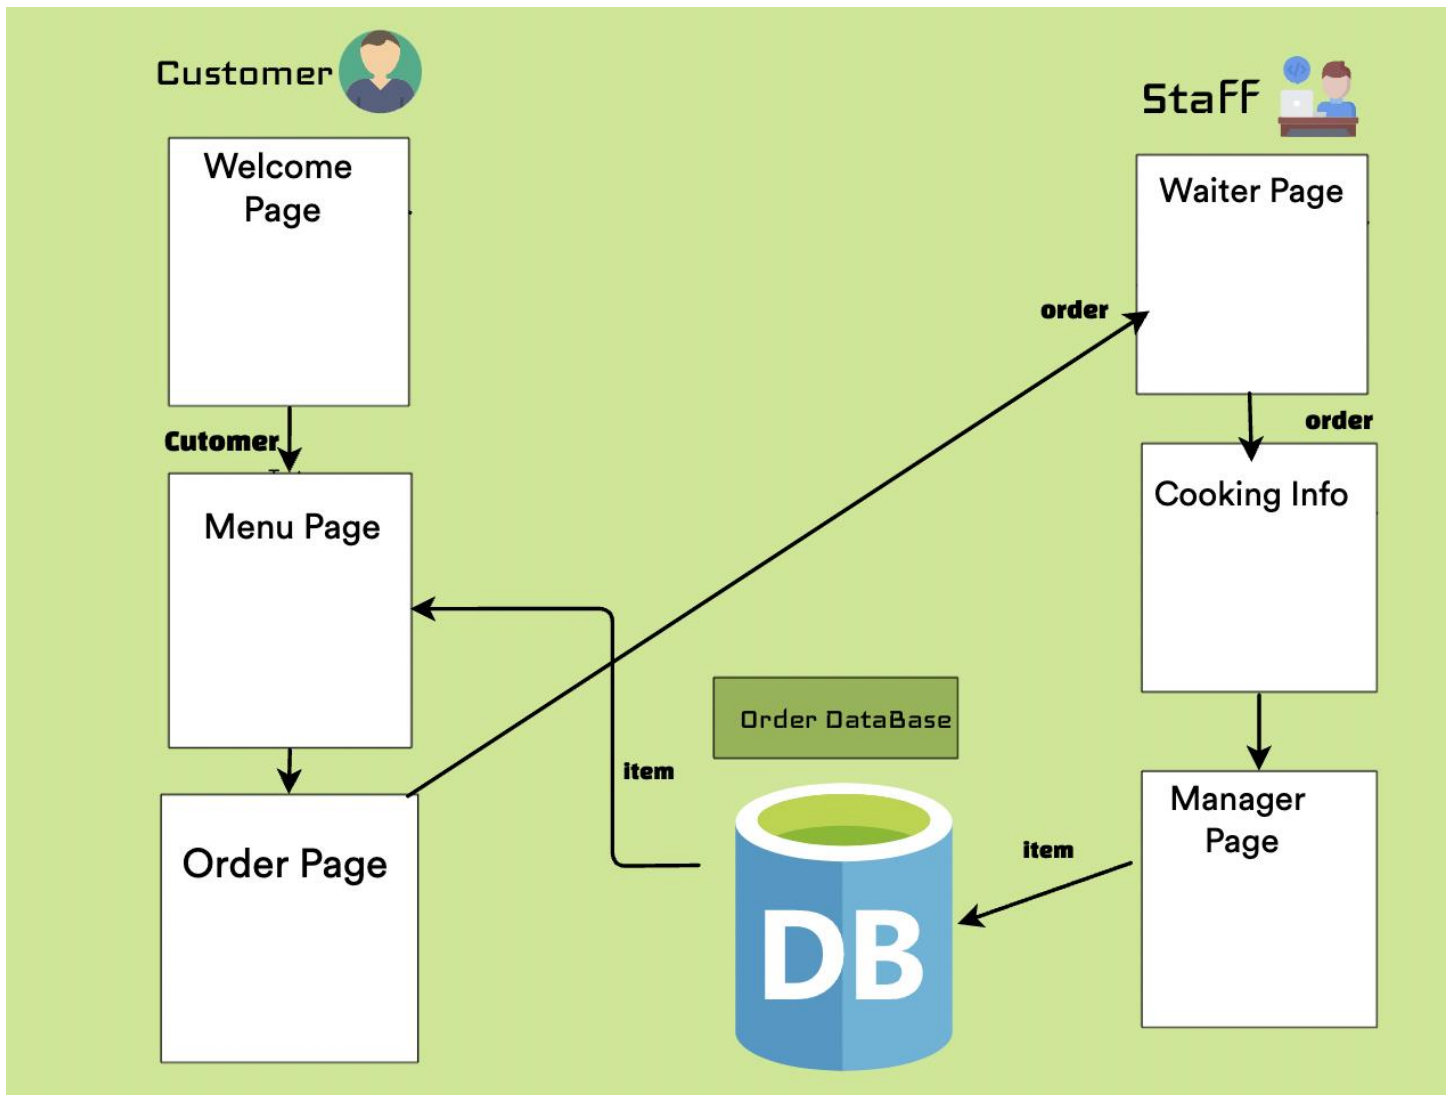 Customer
Welcome
Page
Cutomer
Menu Page
Order Page
order
item
Order DataBase
DB
item
Staff
Waiter Page
order
Cooking Info
Manager
Page